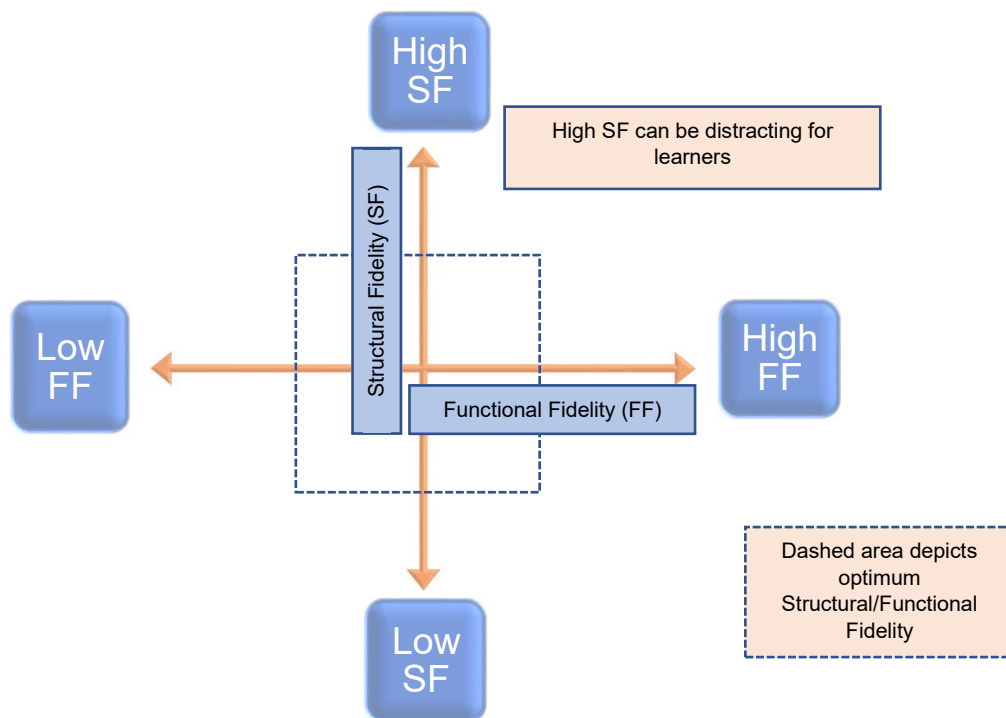 High
SF
High SF can be distracting for
learners
Structural Fidelity (SF)
Low
FF
High
FF
Functional Fidelity (FF)
Dashed area depicts
optimum
Structural/Functional
Fidelity
Low
SF